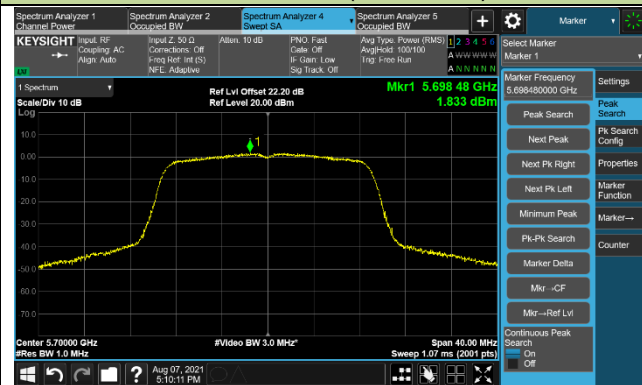 Spectrum Analyzer 1
Channel Power
Spectrum Analyzer 2
Occupied BW
Spectrum Analyzer 4
Swept SA
Spectrum Analyzer 5
Occupied BW
+
Marker
KEYSIGHT
Input: RF
Coupling: AC
Align: Auto
Input Z: 50 Ω
Corrections: Off
Freq Ref: Int (S)
NFE: Adaptive
Atten: 10 dB
PNO: Fast
Gate: Off
IF Gain: Low
Sig Track: Off
Avg Type: Power (RMS)
Avg|Hold: 100/100
Trig: Free Run
1 2 3 4 5 6
A W W W W W
A N N N N N
Select Marker
Marker 1
LXI
1 Spectrum
Scale/Div 10 dB
Log
Ref Lvl Offset 22.20 dB
Ref Level 20.00 dBm
Mkr1 5.698 48 GHz
1.833 dBm
1
10.0
0.00
10.0
20.0
30.0
40.0
50.0
60.0
70.0
Center 5.70000 GHz
#Res BW 1.0 MHz
#Video BW 3.0 MHz*
Span 40.00 MHz
Sweep 1.07 ms (2001 pts)
Marker Frequency
5.698480000 GHz
Peak Search
Next Peak
Next Pk Right
Next Pk Left
Minimum Peak
Pk-Pk Search
Marker Delta
Mkr→CF
Mkr→Ref Lvl
Continuous Peak
Search
On
Off
Settings
Peak
Search
Pk Search
Config
Properties
Marker
Function
Marker→
Counter
?
Aug 07, 2021
5:10:11 PM